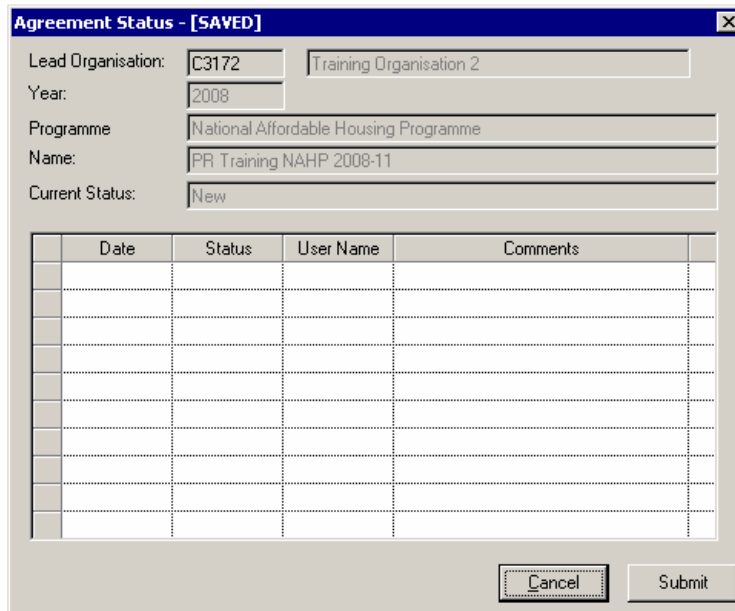 Agreement Status - [SAVED]
Lead Organisation: C3172 Training Organisation 2
Year: 2008
Programme National Affordable Housing Programme
Name: PR Training NAHP 2008-11
Current Status: New
Date Status User Name Comments
Cancel Submit